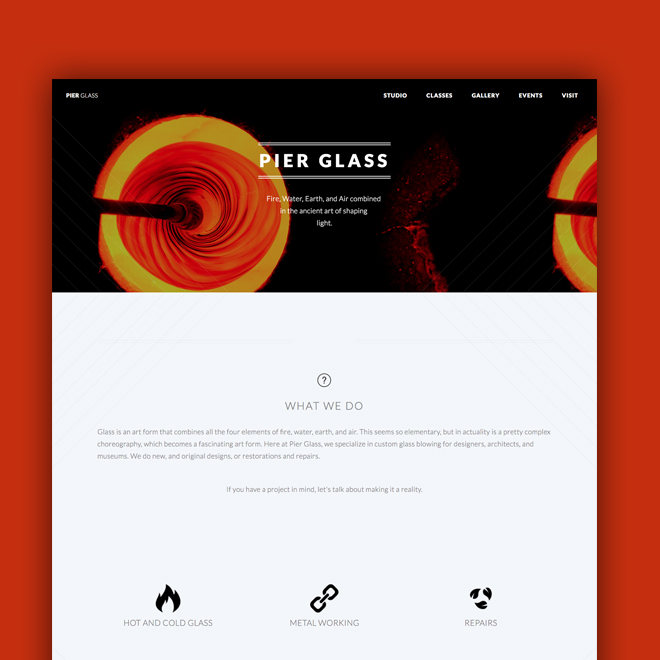 PIER GLASS
STUDIO CLASSES GALLERY EVENTS VISIT
PIER GLASS
Fire, Water, Earth, and Air combined
in the ancient art of shaping
light.
?
WHAT WE DO
Glass is an art form that combines all the four elements of fire, water, earth, and air. This seems so elementary, but in actuality is a pretty complex
choreography, which becomes a fascinating art form. Here at Pier Glass, we specialize in custom glass blowing for designers, architects, and
museums. We do new, and original designs, or restorations and repairs.
If you have a project in mind, let's talk about making it a reality.
HOT AND COLD GLASS
METAL WORKING
REPAIRS